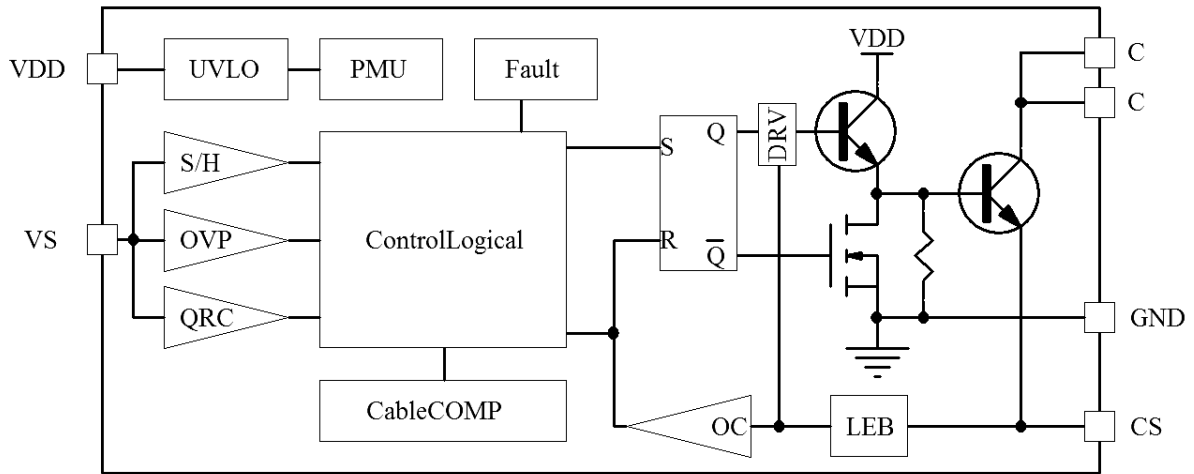 VDD
UVLO
PMU
Fault
VDD
C
C
S/H
OVP
QRC
VS
ControlLogical
S
Q
R
Q̅
DRV
GND
CableCOMP
OC
LEB
CS